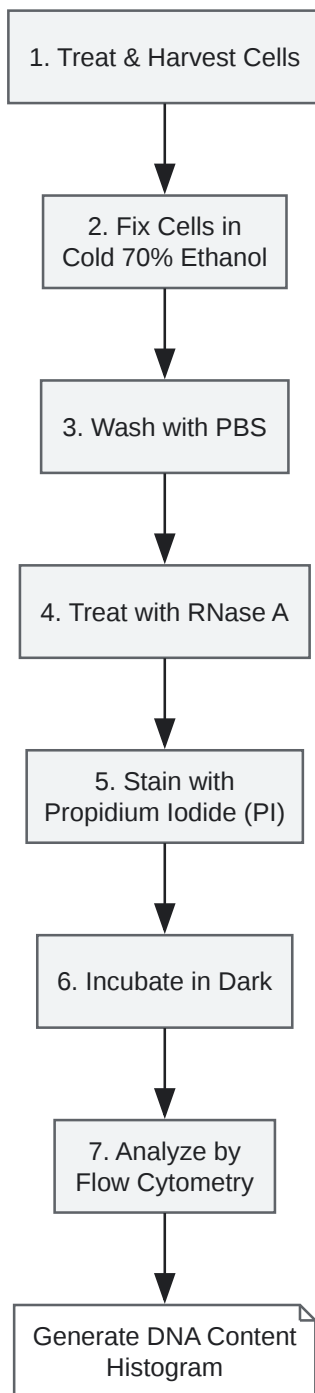 1. Treat & Harvest Cells
2. Fix Cells in
Cold 70% Ethanol
3. Wash with PBS
4. Treat with RNase A
5. Stain with
Propidium Iodide (PI)
6. Incubate in Dark
7. Analyze by
Flow Cytometry
Generate DNA Content
Histogram